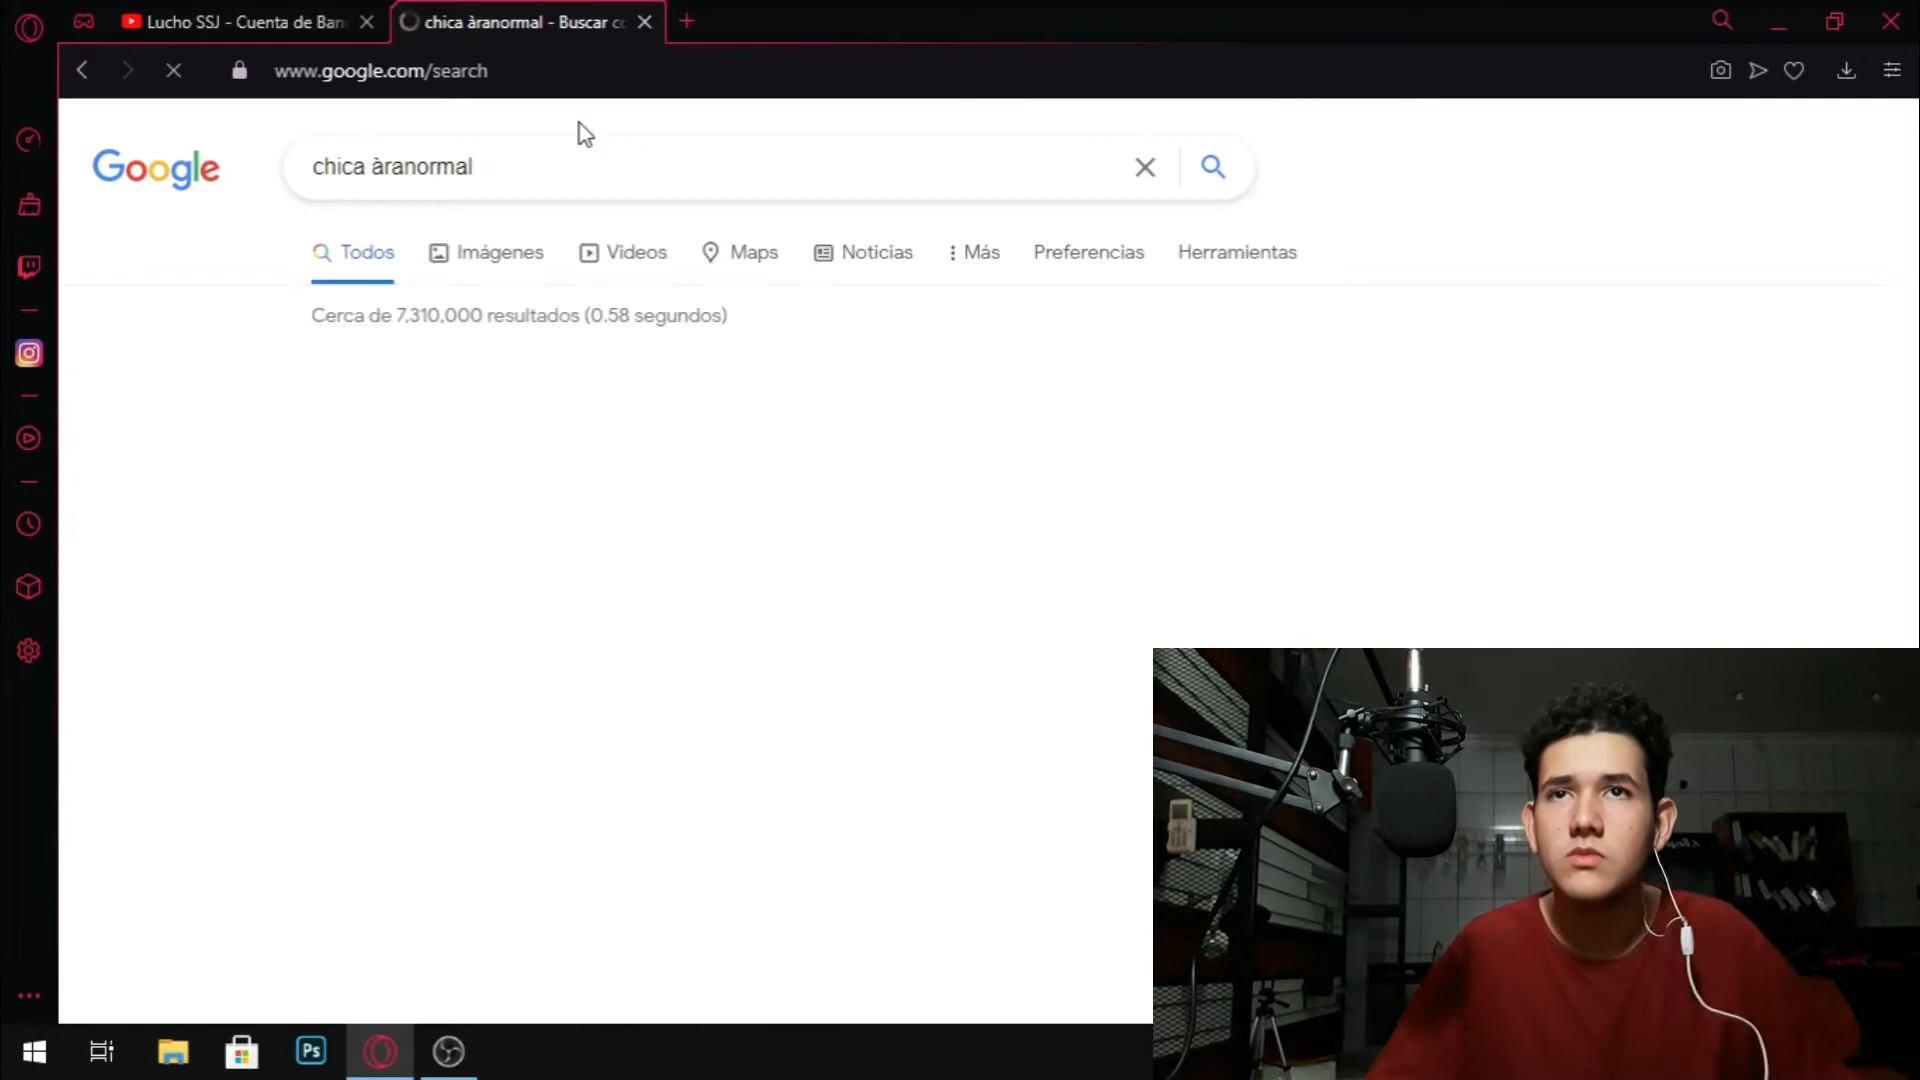 Lucho SSJ - Cuenta de Ban
chica àranormal - Buscar c
www.google.com/search
Google
chica àranormal
Todos Imágenes Videos Maps Noticias Más Preferencias Herramientas
Cerca de 7,310,000 resultados (0.58 segundos)
Ps